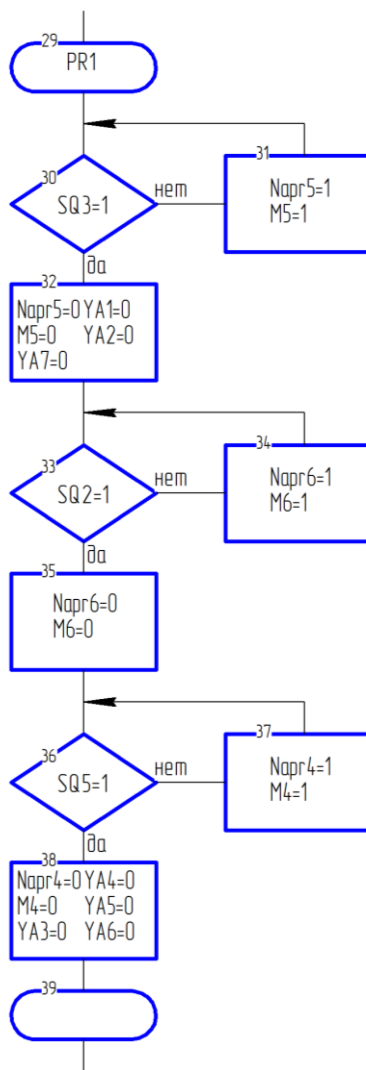 29
PR1
30
SQ3=1
нет
31
Napr5=1
M5=1
да
32
Napr5=0 YA1=0
M5=0 YA2=0
YA7=0
33
SQ2=1
нет
34
Napr6=1
M6=1
да
35
Napr6=0
M6=0
36
SQ5=1
нет
37
Napr4=1
M4=1
да
38
Napr4=0 YA4=0
M4=0 YA5=0
YA3=0 YA6=0
39